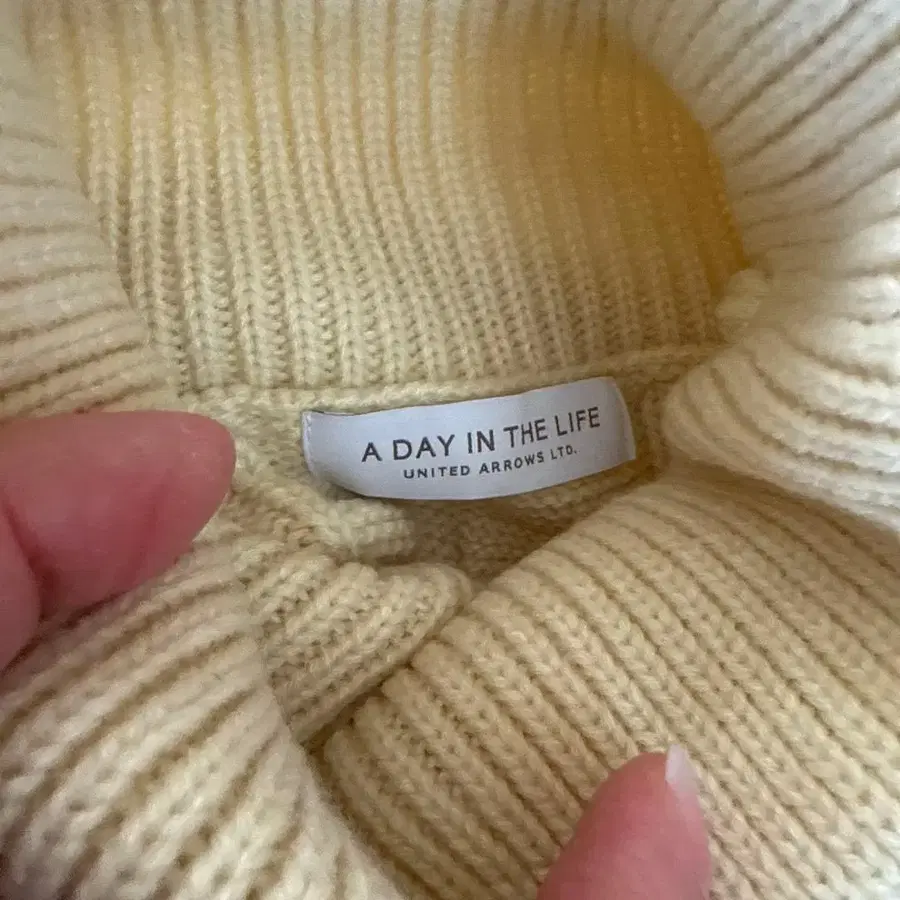 A DAY IN THE LIFE
UNITED ARROWS LTD.